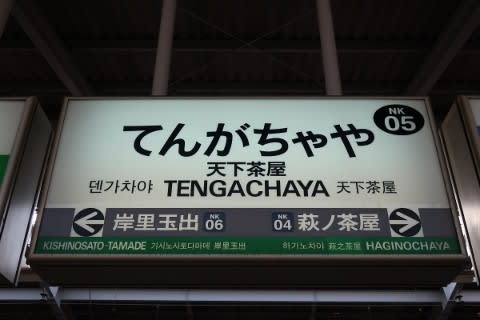 NK
05
てんがちゃや
天下茶屋
덴가차야 TENGACHAYA 天下茶屋
岸里玉出 NK 06 NK 04 萩ノ茶屋
KISHINOSATO-TAMADE 기시노사토다마데 岸里玉出 하기노차야 萩之茶屋 HAGINOCHAYA